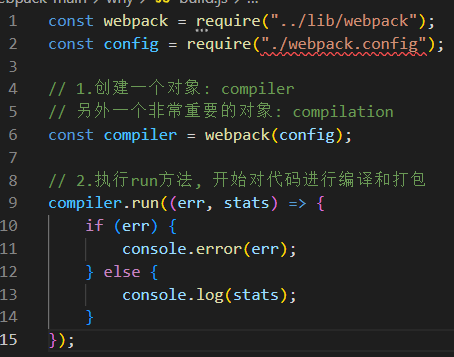 webpack-main > why > build.js > ...
1 const webpack = require("../lib/webpack");
2 const config = require("./webpack.config");
3
4 // 1.创建一个对象: compiler
5 // 另外一个非常重要的对象: compilation
6 const compiler = webpack(config);
7
8 // 2.执行run方法, 开始对代码进行编译和打包
9 compiler.run((err, stats) => {
10 if (err) {
11 console.error(err);
12 } else {
13 console.log(stats);
14 }
15 });